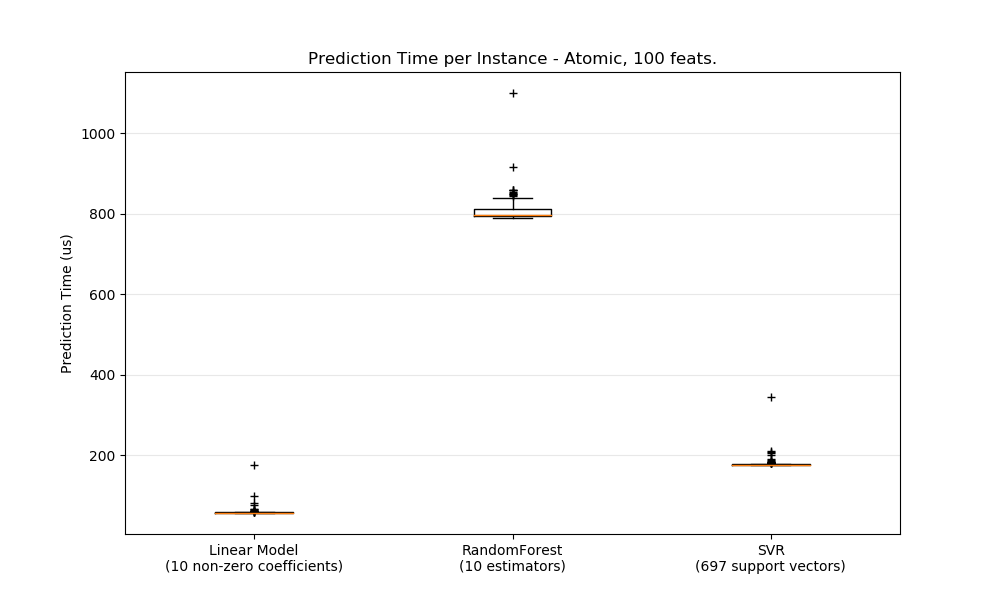 Prediction Time per Instance - Atomic, 100 feats.
Prediction Time (us)
1000
800
600
400
200
Linear Model
(10 non-zero coefficients)
RandomForest
(10 estimators)
SVR
(697 support vectors)